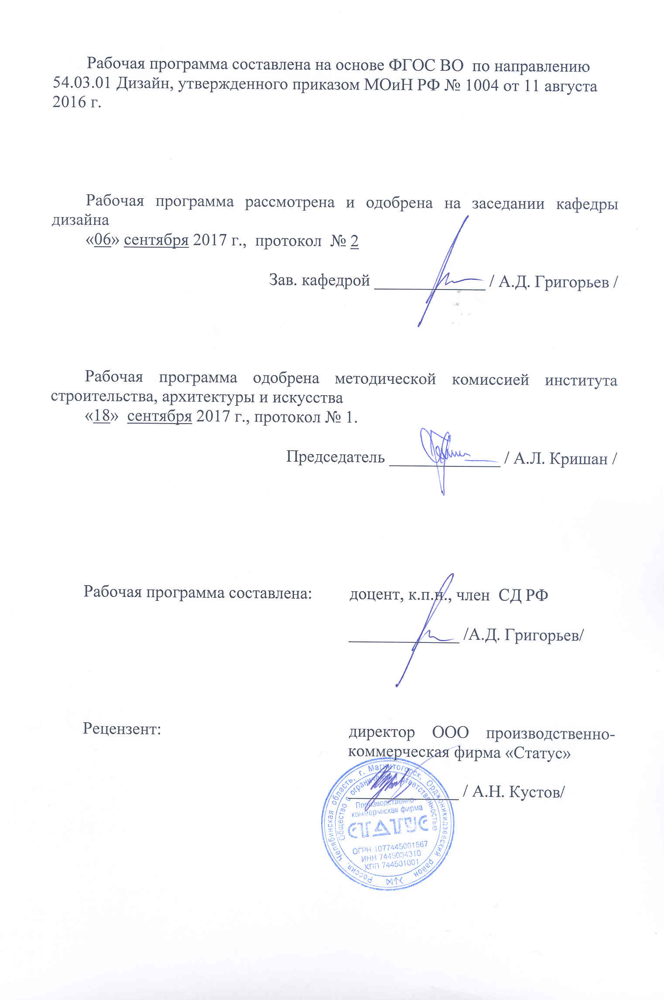 Рабочая программа составлена на основе ФГОС ВО по направлению
54.03.01 Дизайн, утвержденного приказом МОиН РФ № 1004 от 11 августа
2016 г.
Рабочая программа рассмотрена и одобрена на заседании кафедры
дизайна
«06» сентября 2017 г., протокол № 2
Зав. кафедрой / А.Д. Григорьев /
Рабочая программа одобрена методической комиссией института
строительства, архитектуры и искусства
«18» сентября 2017 г., протокол № 1.
Председатель / А.Л. Кришан /
Рабочая программа составлена: доцент, к.п.н., член СД РФ
/А.Д. Григорьев/
Рецензент: директор ООО производственно-
коммерческая фирма «Статус»
/ А.Н. Кустов/
Россия, Челябинская область, г. Магнитогорск, Орджоникидзевский район
Общество с ограниченной ответственностью
Производственно-
коммерческая фирма
СТАТУС
ОГРН 1077445001567
ИНН 7445034310
КПП 744501001